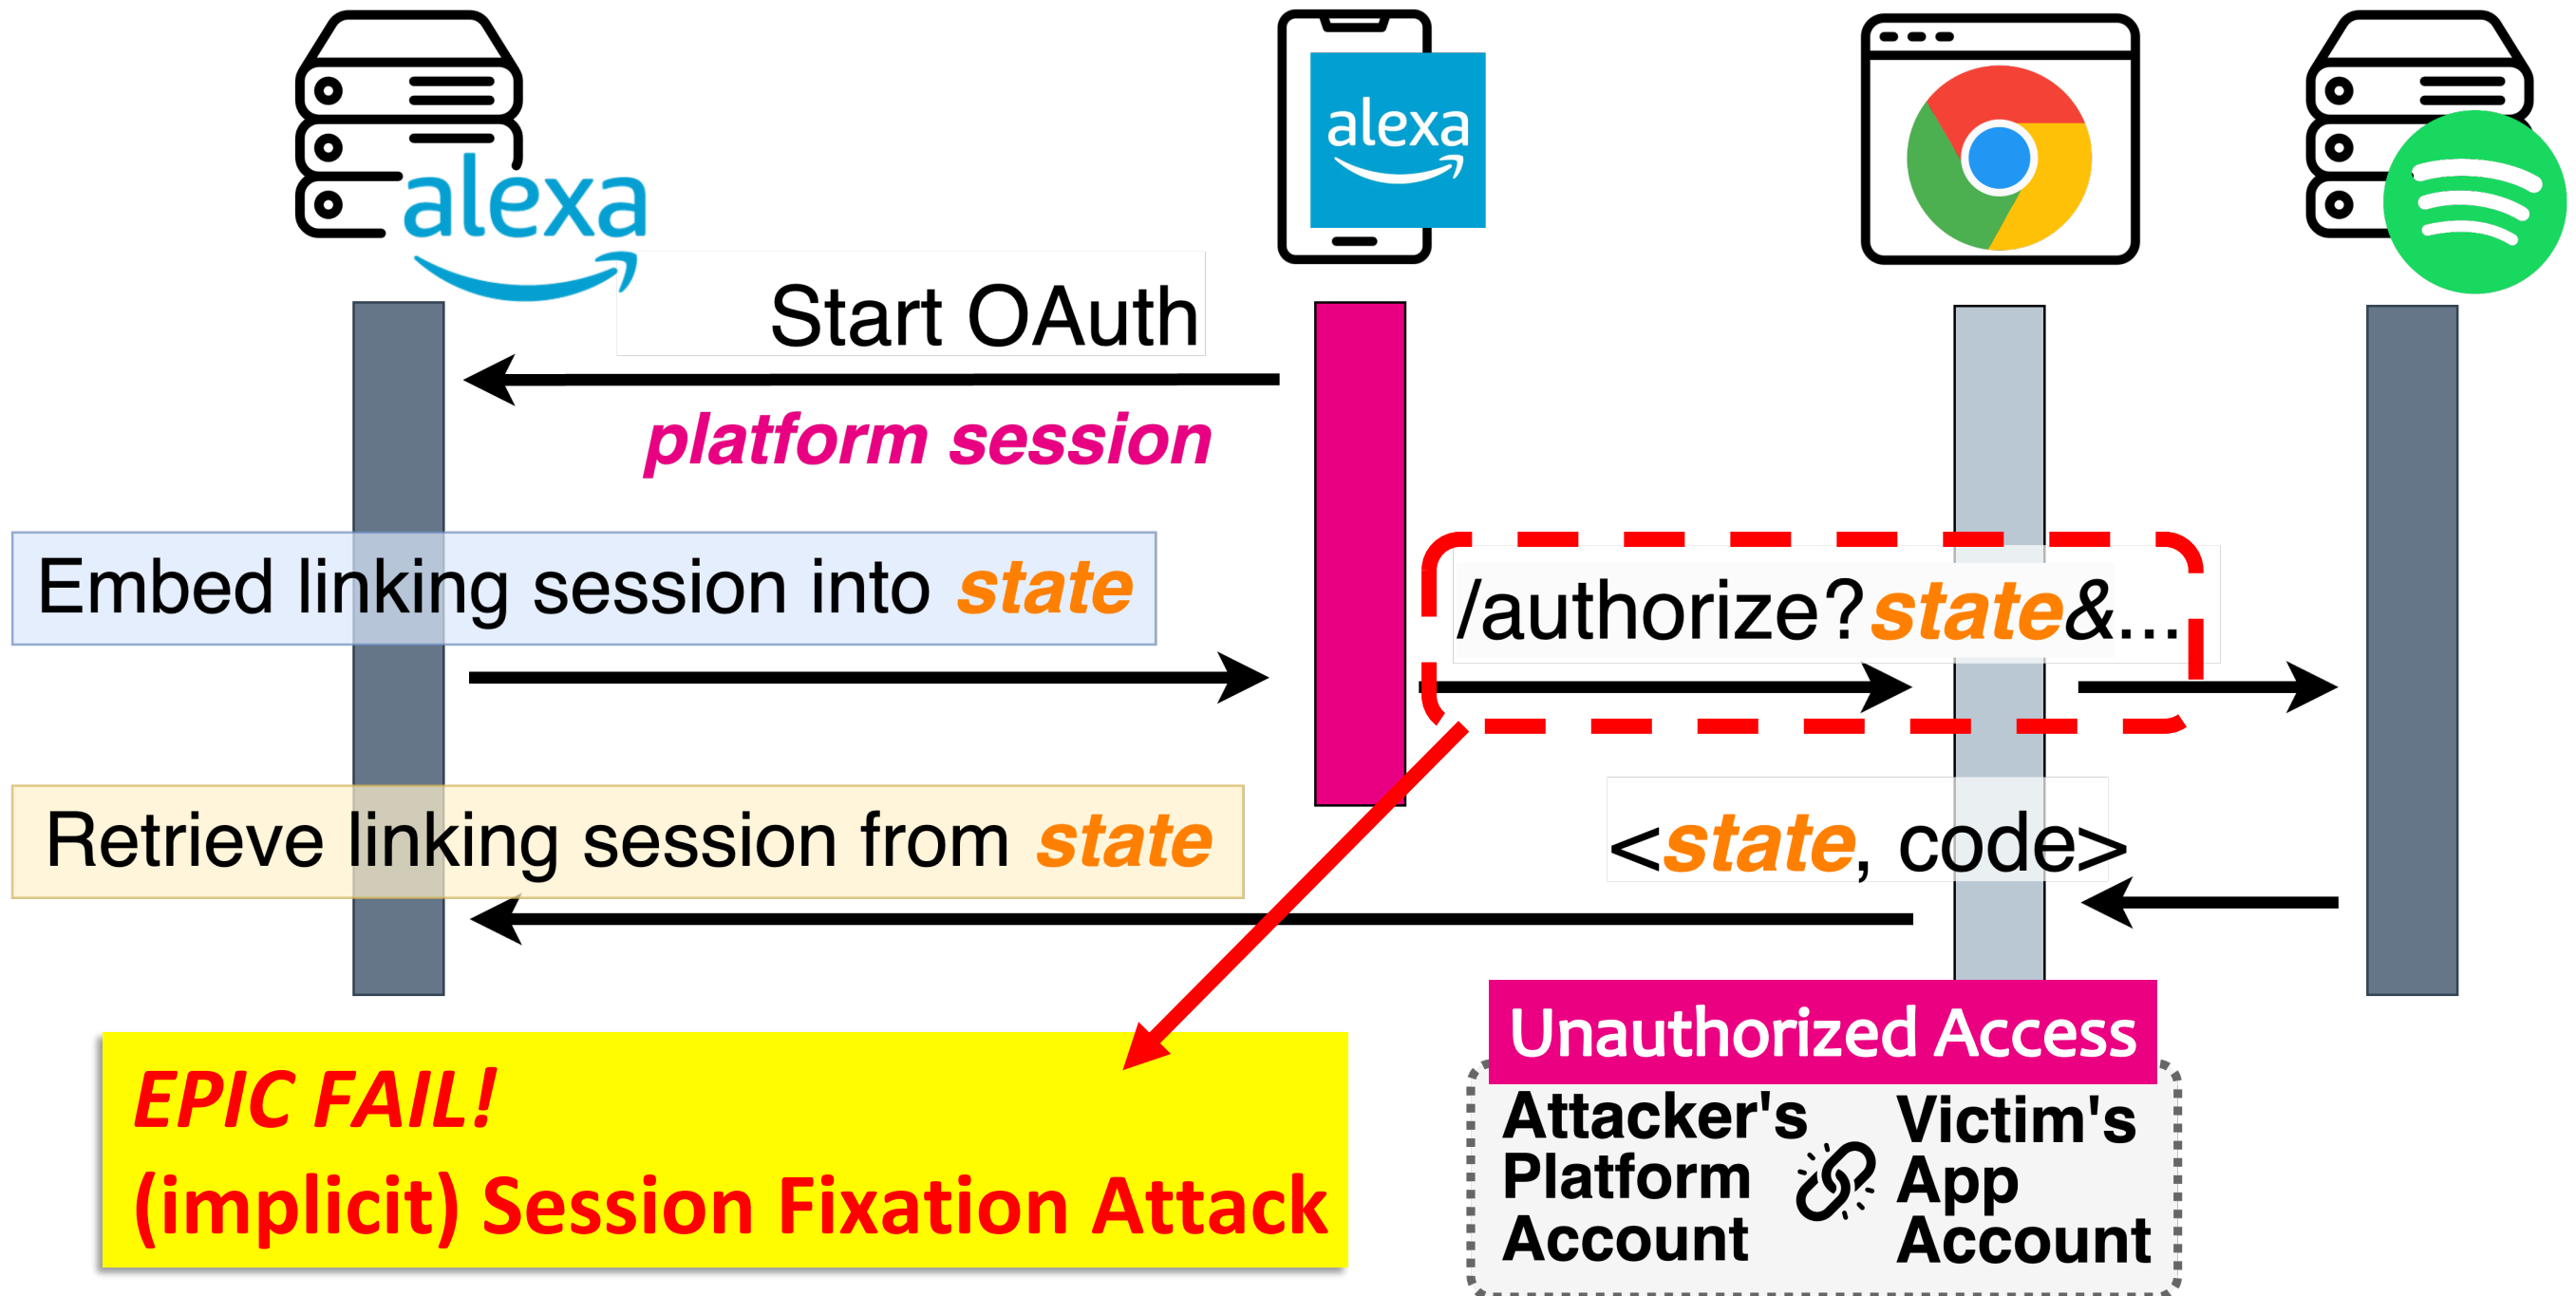 alexa
alexa
Start OAuth
platform session
Embed linking session into state
/authorize?state&...
Retrieve linking session from state
<state, code>
EPIC FAIL!
(implicit) Session Fixation Attack
Unauthorized Access
Attacker's
Platform
Account
Victim's
App
Account